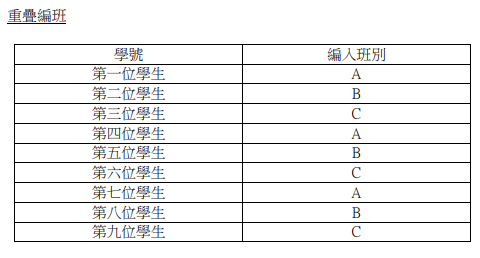 重疊編班
學號 編入班別
第一位學生 A
第二位學生 B
第三位學生 C
第四位學生 A
第五位學生 B
第六位學生 C
第七位學生 A
第八位學生 B
第九位學生 C